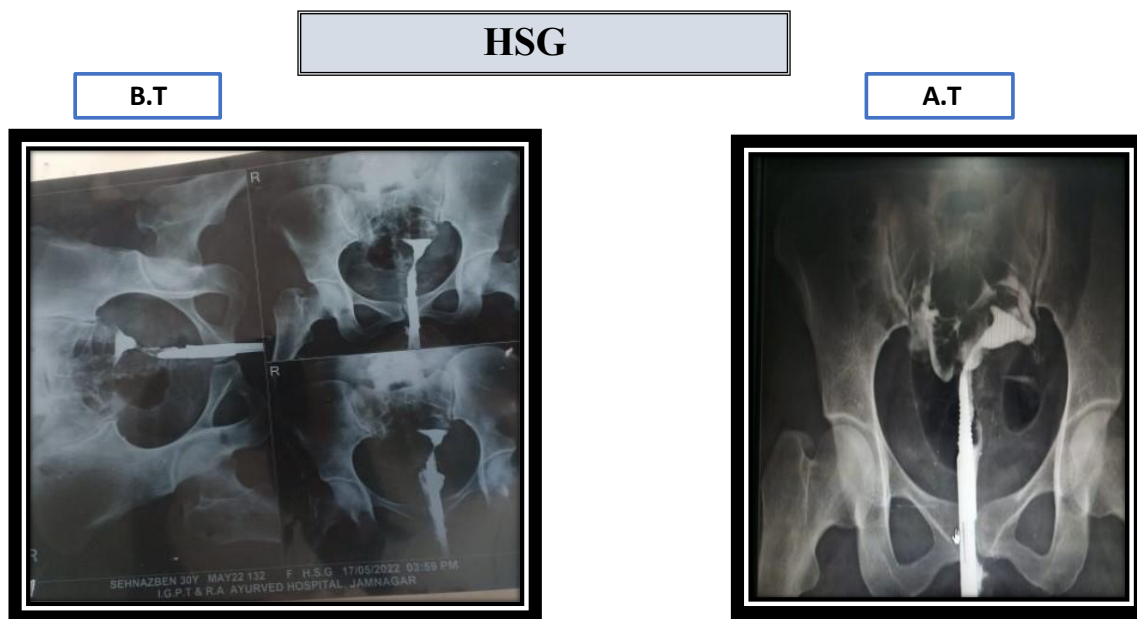 HSG
B.T
A.T
R
R
R
SEHNAZBEN 30Y MAY22 132 F H.S.G 17/05/2022 03:59 PM
I.G.P.T & R.A AYURVED HOSPITAL JAMNAGAR